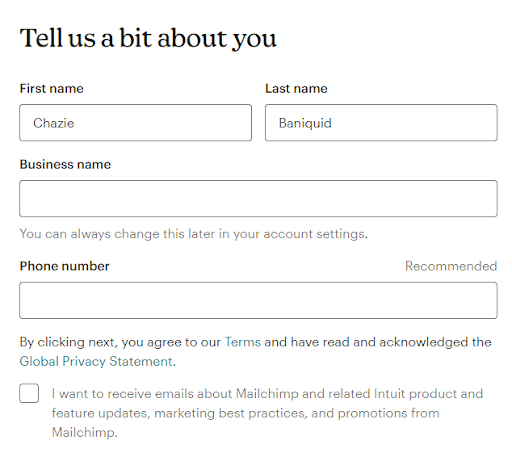 Tell us a bit about you
First name Last name
Chazie Baniquid
Business name
You can always change this later in your account settings.
Phone number Recommended
By clicking next, you agree to our Terms and have read and acknowledged the
Global Privacy Statement.
I want to receive emails about Mailchimp and related Intuit product and
feature updates, marketing best practices, and promotions from
Mailchimp.